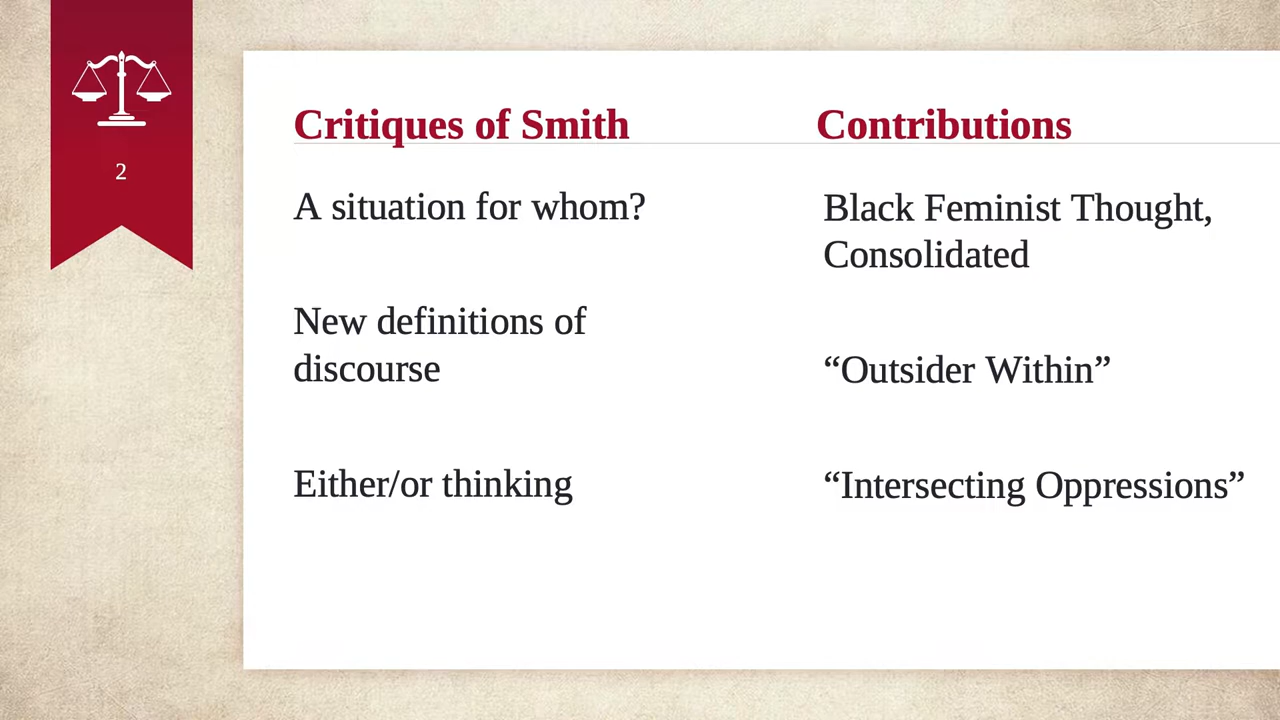 2
Critiques of Smith
A situation for whom?
New definitions of
discourse
Either/or thinking
Contributions
Black Feminist Thought,
Consolidated
“Outsider Within”
“Intersecting Oppressions”